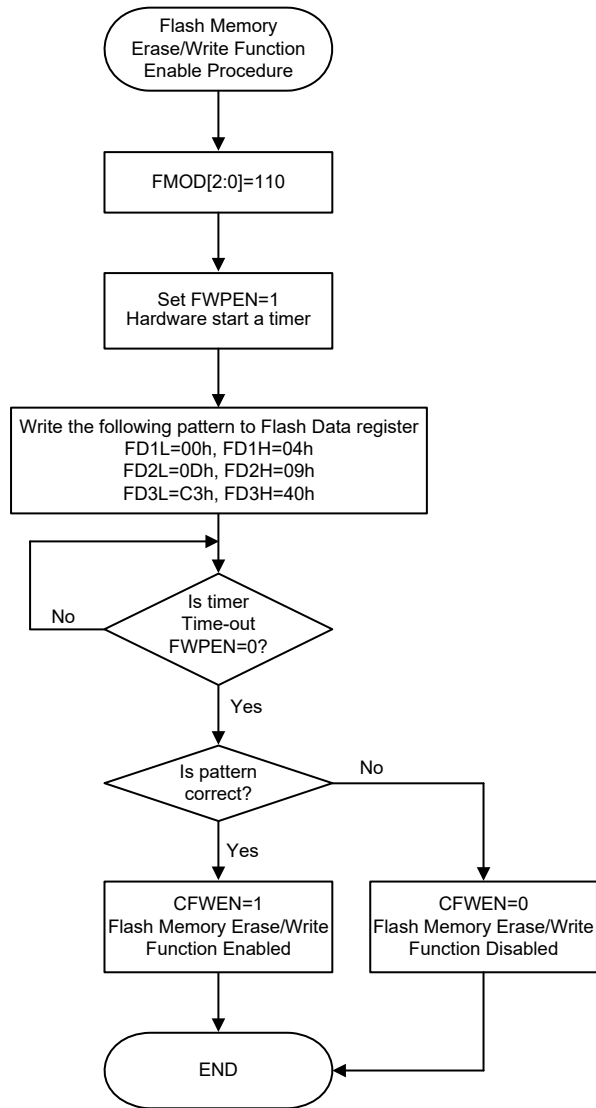 Flash Memory
Erase/Write Function
Enable Procedure
FMOD[2:0]=110
Set FWPEN=1
Hardware start a timer
Write the following pattern to Flash Data register
FD1L=00h, FD1H=04h
FD2L=0Dh, FD2H=09h
FD3L=C3h, FD3H=40h
Is timer
Time-out
FWPEN=0?
No
Yes
Is pattern
correct?
No
Yes
CFWEN=1
Flash Memory Erase/Write
Function Enabled
CFWEN=0
Flash Memory Erase/Write
Function Disabled
END